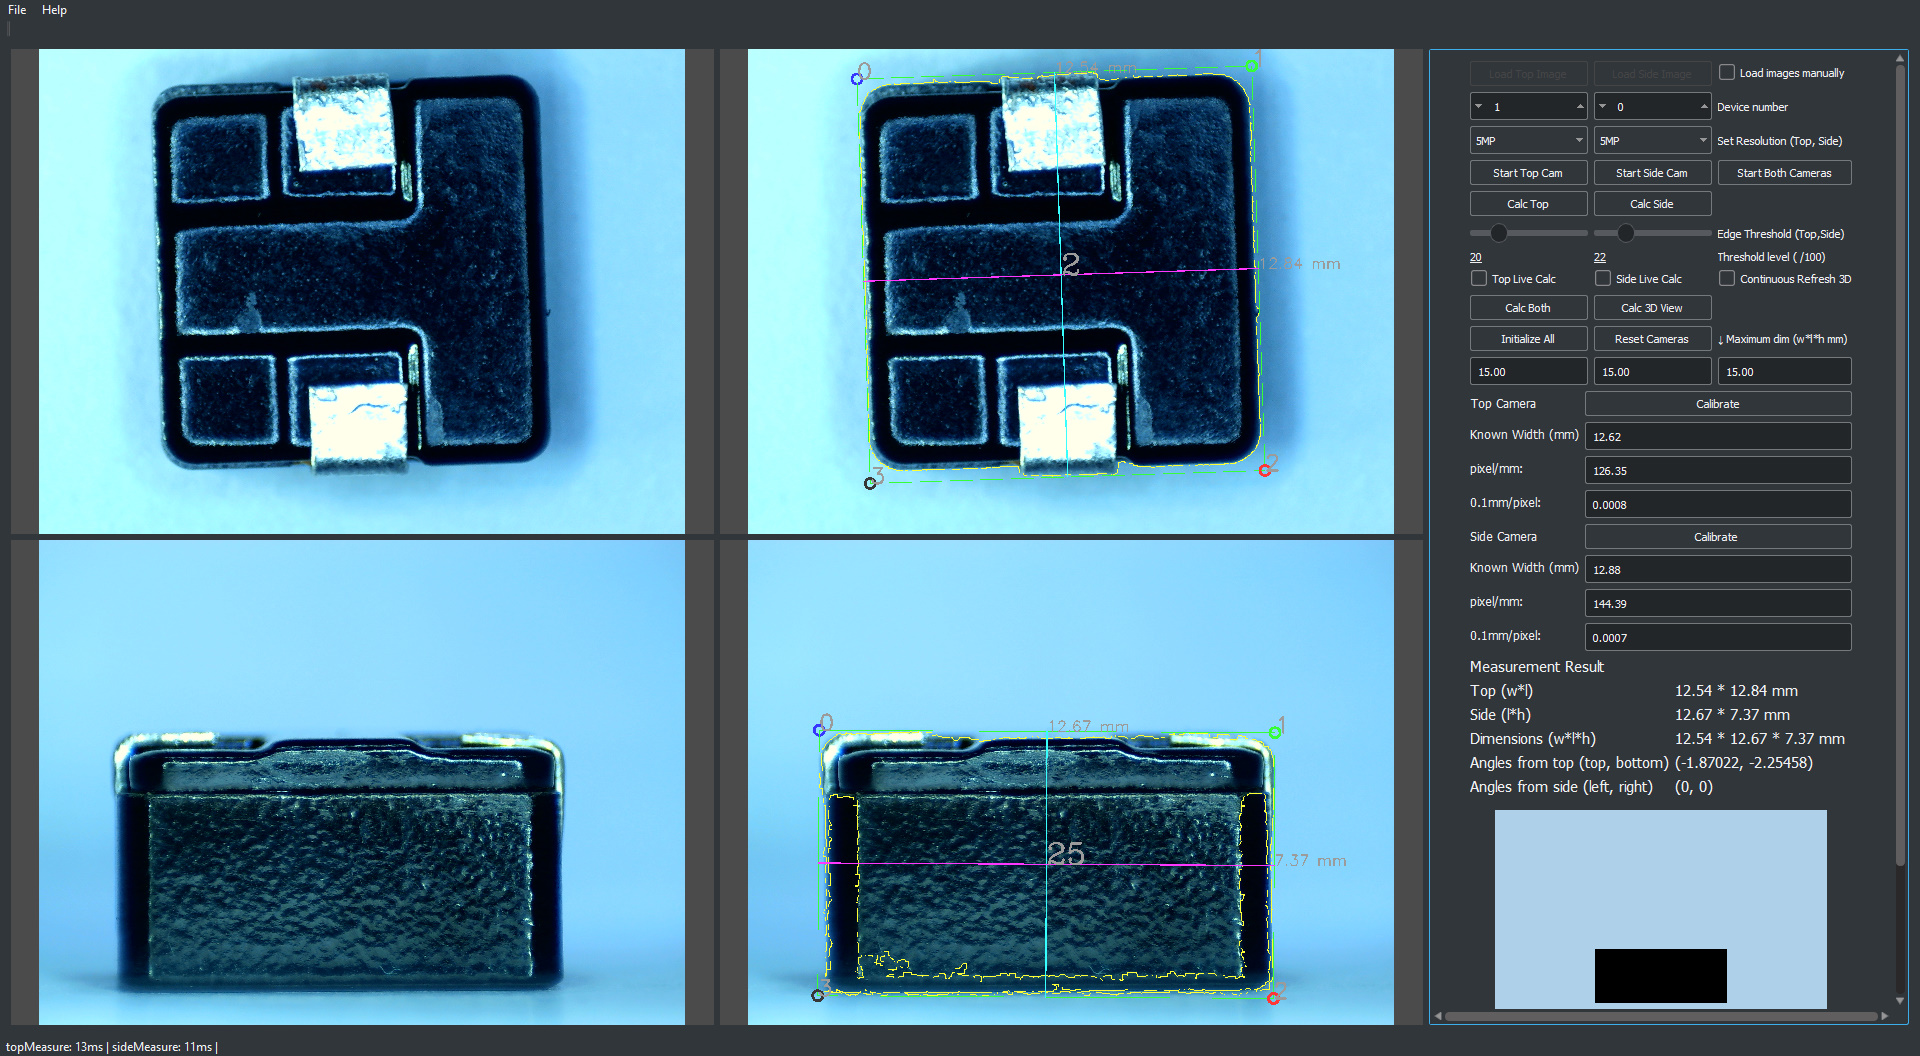 File Help
0 12.54 mm 1
2
12.84 mm
3 2
0 12.67 mm 1
25
7.37 mm
3 2
Load Top Image Load Side Image Load images manually
1 0 Device number
5MP 5MP Set Resolution (Top, Side)
Start Top Cam Start Side Cam Start Both Cameras
Calc Top Calc Side
Edge Threshold (Top,Side)
20 22 Threshold level ( /100)
Top Live Calc Side Live Calc Continuous Refresh 3D
Calc Both Calc 3D View
Initialize All Reset Cameras ↓ Maximum dim (w*l*h mm)
15.00 15.00 15.00
Top Camera Calibrate
Known Width (mm) 12.62
pixel/mm: 126.35
0.1mm/pixel: 0.0008
Side Camera Calibrate
Known Width (mm) 12.88
pixel/mm: 144.39
0.1mm/pixel: 0.0007
Measurement Result
Top (w*l) 12.54 * 12.84 mm
Side (l*h) 12.67 * 7.37 mm
Dimensions (w*l*h) 12.54 * 12.67 * 7.37 mm
Angles from top (top, bottom) (-1.87022, -2.25458)
Angles from side (left, right) (0, 0)
topMeasure: 13ms | sideMeasure: 11ms |